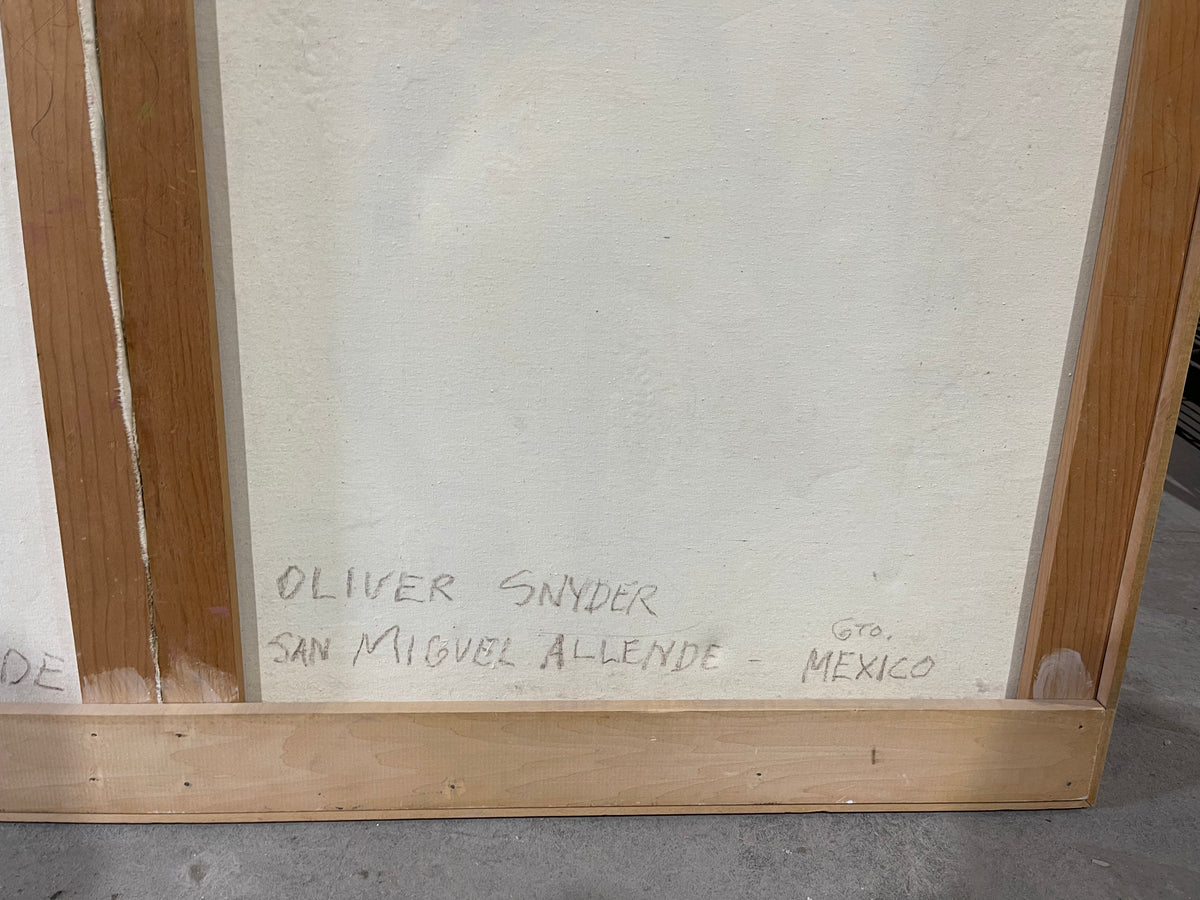 OLIVER SNYDER
SAN MIGUEL ALLENDE - GTO. MEXICO
DE